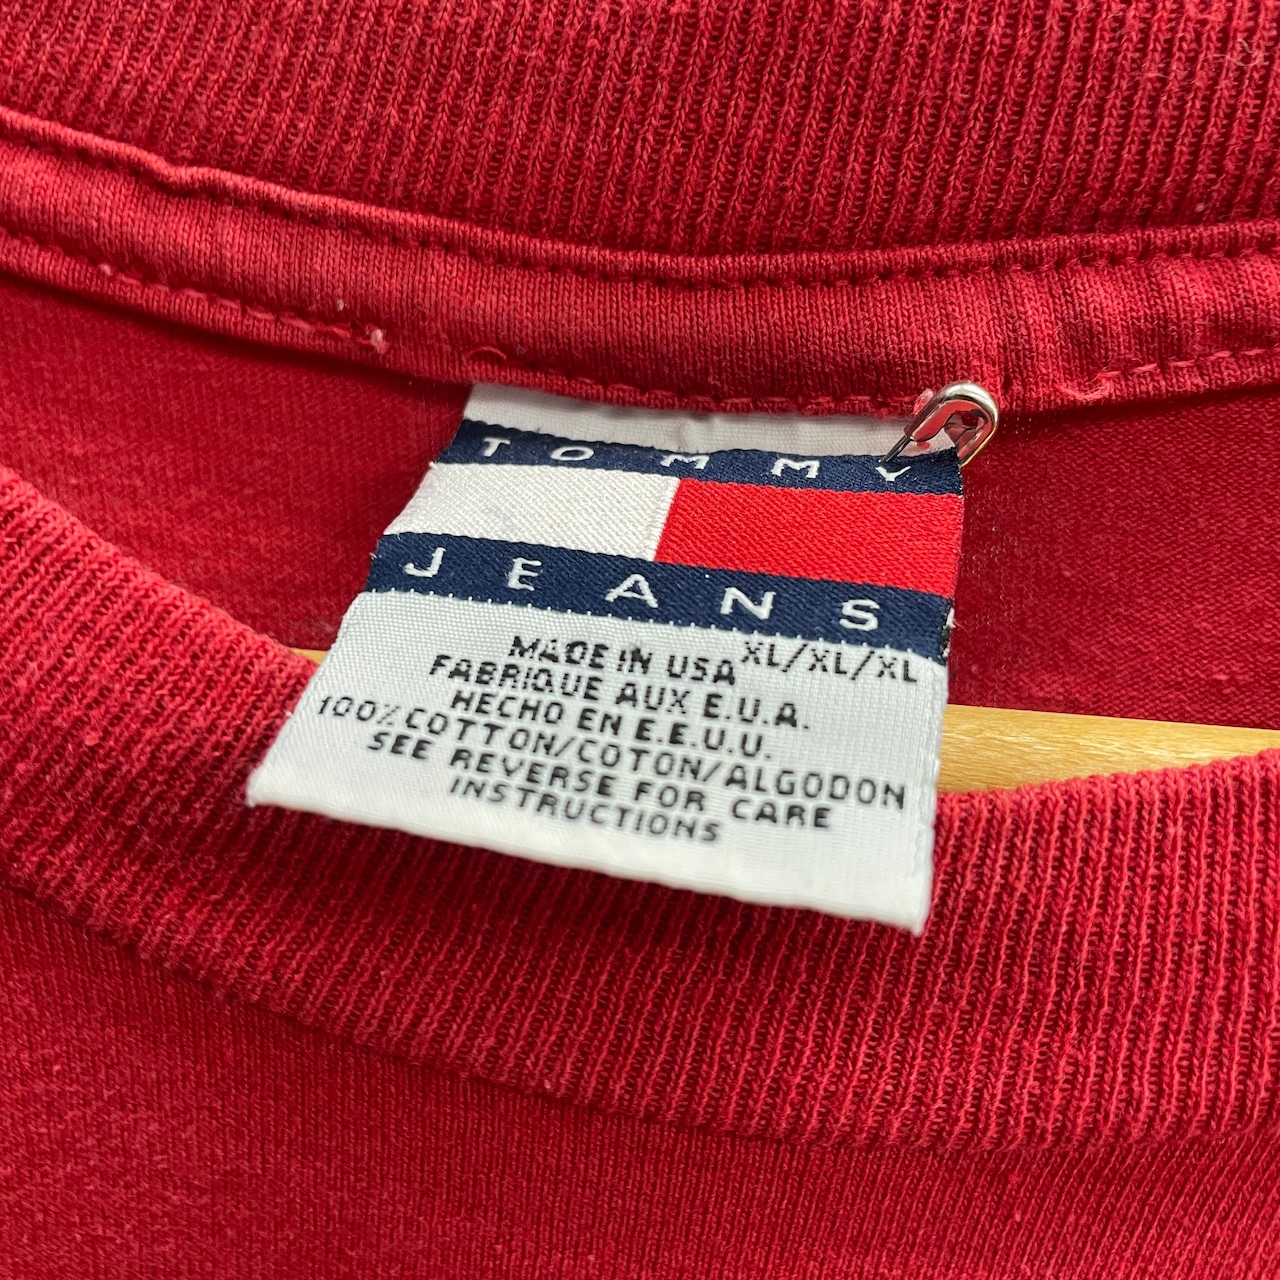 TOMMY
JEANS
MADE IN USA XL/XL/XL
FABRIQUE AUX E.U.A.
HECHO EN E.E.U.U.
100% COTTON/COTON/ALGODON
SEE REVERSE FOR CARE
INSTRUCTIONS